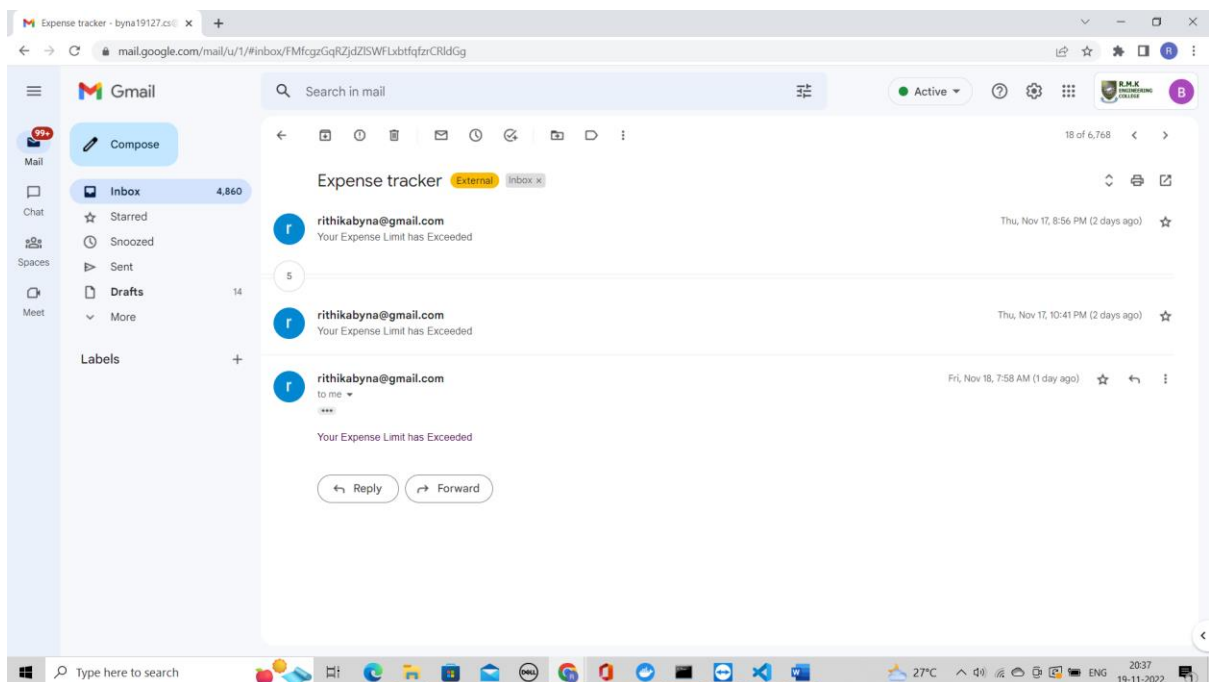 Expense tracker - byna19127.cs@
mail.google.com/mail/u/1/#inbox/FMfcgzGqRZjdZlSWFLxbtfqfzrCRldGg
R
Gmail
Search in mail
Active
R.M.K
ENGINEERING
COLLEGE
B
99+
Mail
Chat
Spaces
Meet
Compose
Inbox 4,860
Starred
Snoozed
Sent
Drafts 14
More
Labels
18 of 6,768
Expense tracker External Inbox x
r
rithikabyna@gmail.com Thu, Nov 17, 8:56 PM (2 days ago)
Your Expense Limit has Exceeded
5
r
rithikabyna@gmail.com Thu, Nov 17, 10:41 PM (2 days ago)
Your Expense Limit has Exceeded
r
rithikabyna@gmail.com Fri, Nov 18, 7:58 AM (1 day ago)
to me
Your Expense Limit has Exceeded
Reply Forward
Type here to search
DELL
27°C ENG
20:37
19-11-2022